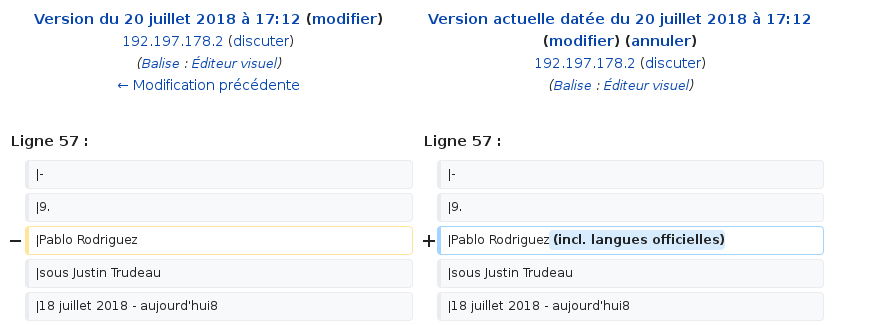 Version du 20 juillet 2018 à 17:12 (modifier)
192.197.178.2 (discuter)
(Balise : Éditeur visuel)
← Modification précédente
Version actuelle datée du 20 juillet 2018 à 17:12
(modifier) (annuler)
192.197.178.2 (discuter)
(Balise : Éditeur visuel)
Ligne 57 :
Ligne 57 :
|-
|-
|9.
|9.
− |Pablo Rodriguez
+ |Pablo Rodriguez (incl. langues officielles)
|sous Justin Trudeau
|sous Justin Trudeau
|18 juillet 2018 - aujourd'hui8
|18 juillet 2018 - aujourd'hui8